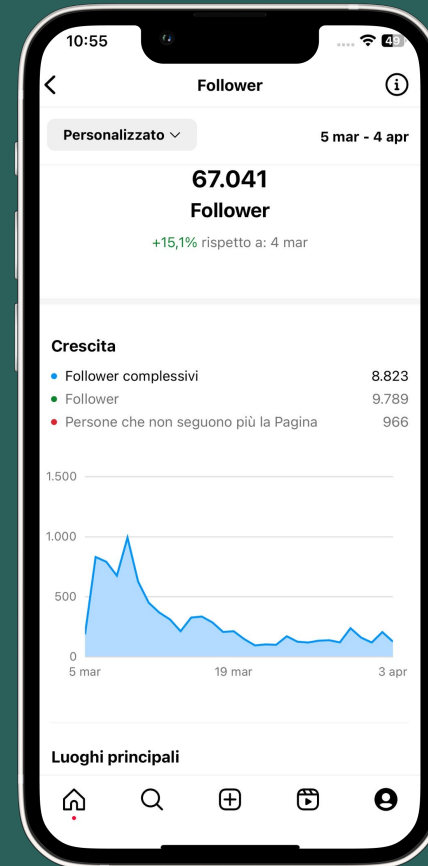 10:55
49
Follower
Personalizzato
5 mar - 4 apr
67.041
Follower
+15,1% rispetto a: 4 mar
Crescita
Follower complessivi 8.823
Follower 9.789
Persone che non seguono più la Pagina 966
1.500
1.000
500
0
5 mar 19 mar 3 apr
Luoghi principali